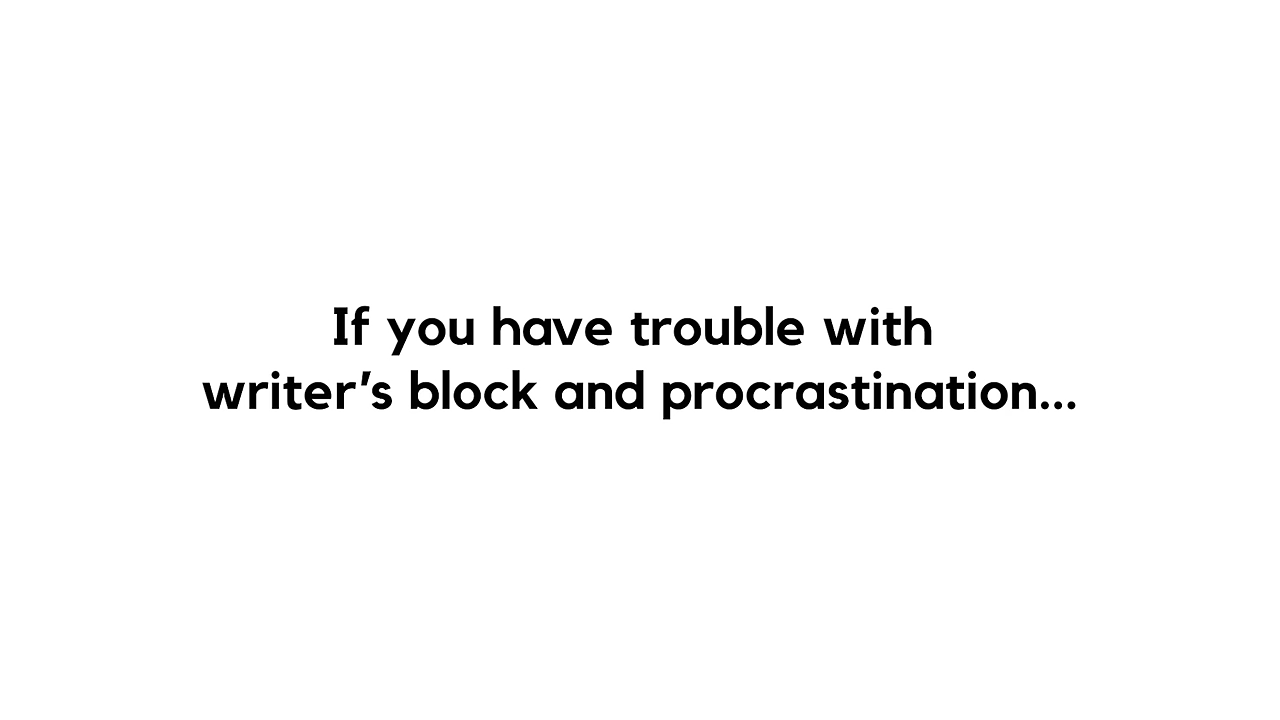 If you have trouble with
writer’s block and procrastination...